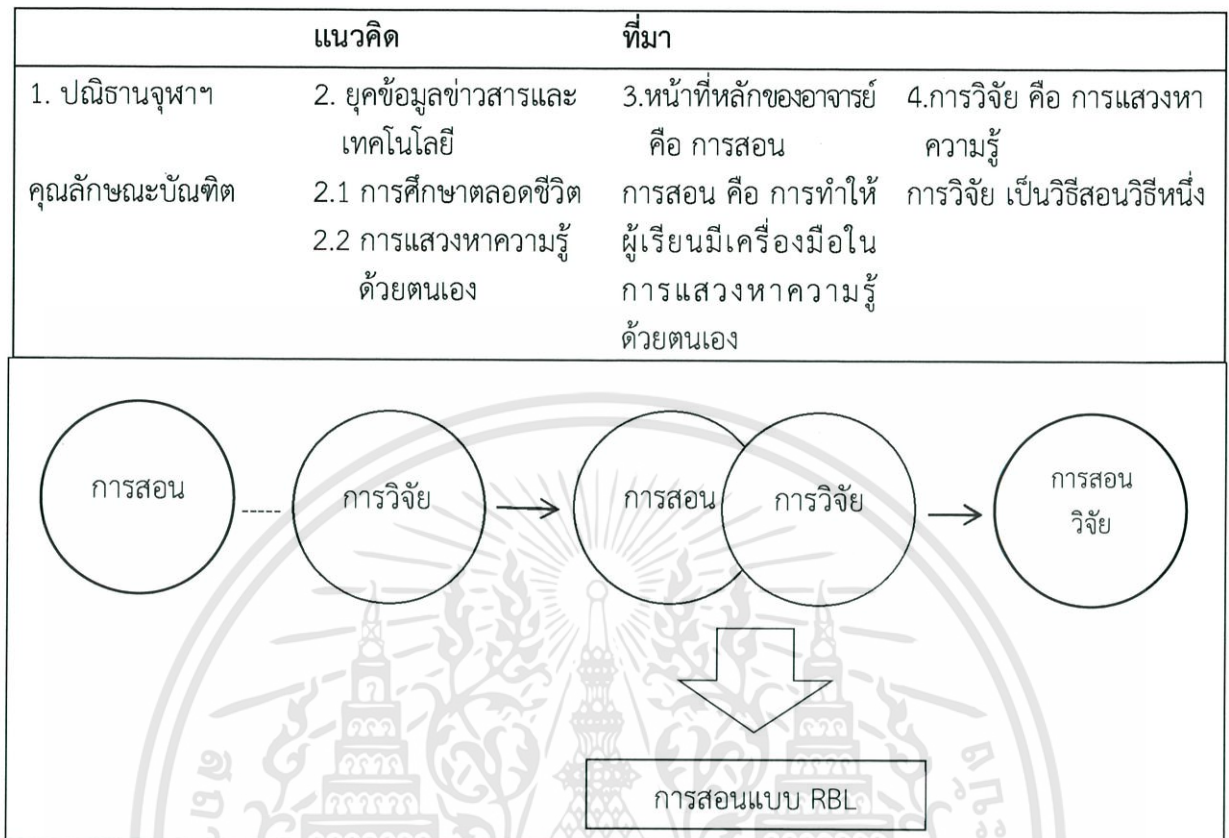 แนวคิด ที่มา
1. ปณิธานจุฬาฯ
คุณลักษณะบัณฑิต
2. ยุคข้อมูลข่าวสารและ
เทคโนโลยี
2.1 การศึกษาตลอดชีวิต
2.2 การแสวงหาความรู้
ด้วยตนเอง
3.หน้าที่หลักของอาจารย์
คือ การสอน
การสอน คือ การทำให้
ผู้เรียนมีเครื่องมือใน
การแสวงหาความรู้
ด้วยตนเอง
4.การวิจัย คือ การแสวงหา
ความรู้
การวิจัย เป็นวิธีสอนวิธีหนึ่ง
การสอน
การวิจัย
การสอน
การวิจัย
การสอน
วิจัย
การสอนแบบ RBL